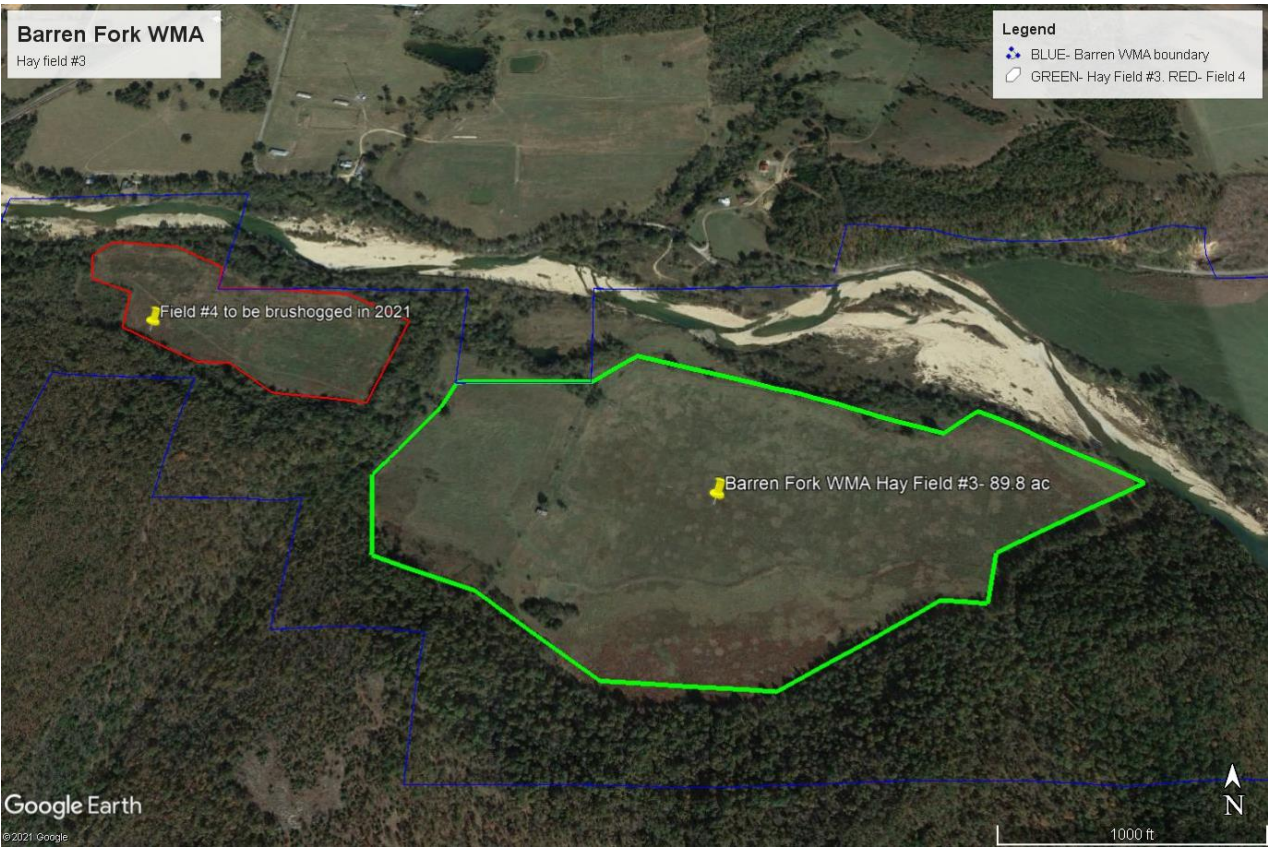 Barren Fork WMA
Hay field #3
Legend
BLUE- Barren WMA boundary
GREEN- Hay Field #3. RED- Field 4
Field #4 to be brushogged in 2021
Barren Fork WMA Hay Field #3- 89.8 ac
Google Earth
©2021 Google
N
1000 ft